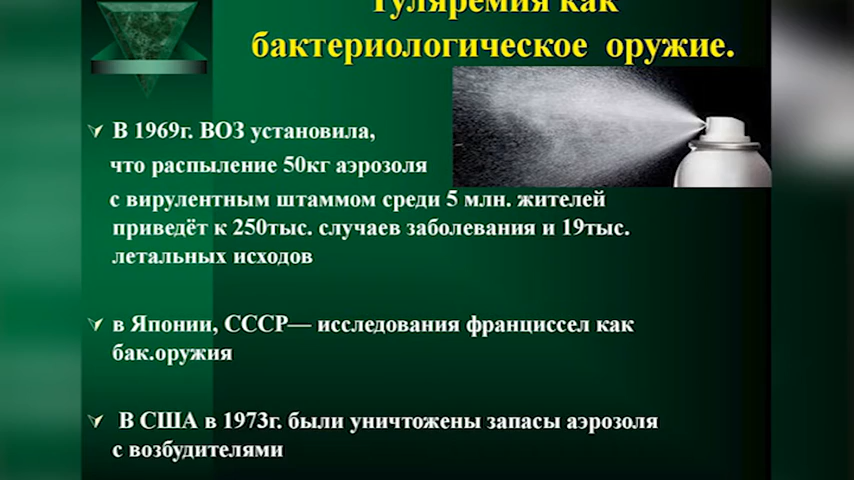 Туляремия как
бактериологическое оружие.
В 1969г. ВОЗ установила,
что распыление 50кг аэрозоля
с вирулентным штаммом среди 5 млн. жителей
приведёт к 250тыс. случаев заболевания и 19тыс.
летальных исходов
в Японии, СССР— исследования франциссел как
бак.оружия
В США в 1973г. были уничтожены запасы аэрозоля
с возбудителями